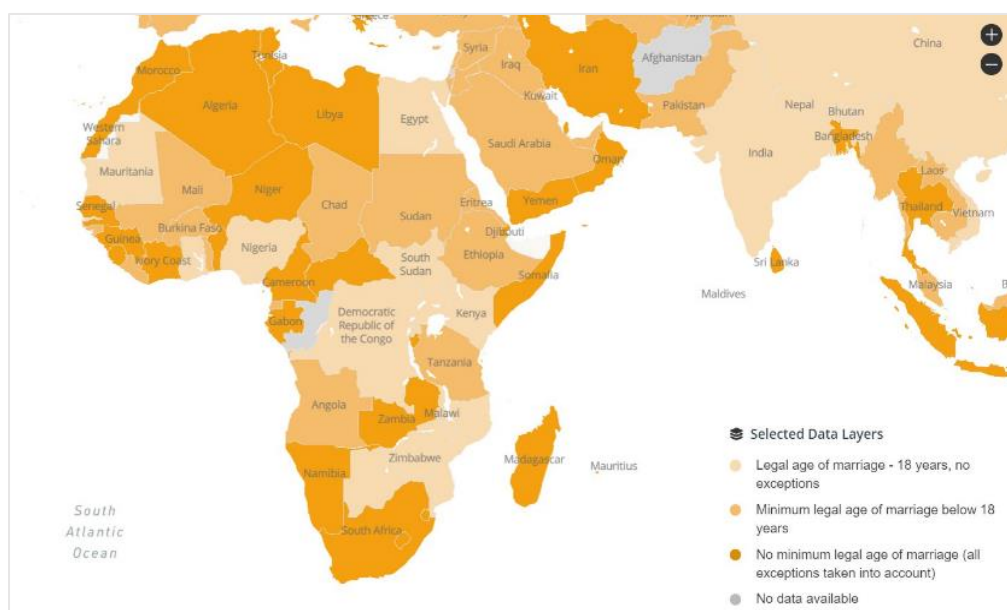 Syria
China
Iraq
Afghanistan
Iran
Tunisia
Morocco
Algeria
Libya
Kuwait
Pakistan
Nepal
Bhutan
Egypt
Western
Sahara
Bangladesh
Saudi Arabia
India
Mauritania
Oman
Laos
Mali
Niger
Chad
Sudan
Eritrea
Yemen
Senegal
Thailand
Vietnam
Burkina Faso
Djibouti
Guinea
Nigeria
South
Sudan
Ethiopia
Ivory Coast
Somalia
Sri Lanka
Cameroon
Malaysia
Maldives
Gabon
Democratic
Republic of
the Congo
Kenya
Tanzania
Angola
Malawi
Zambia
Zimbabwe
Madagascar
Mauritius
Namibia
South Africa
South
Atlantic
Ocean
Selected Data Layers
Legal age of marriage - 18 years, no
exceptions
Minimum legal age of marriage below 18
years
No minimum legal age of marriage (all
exceptions taken into account)
No data available